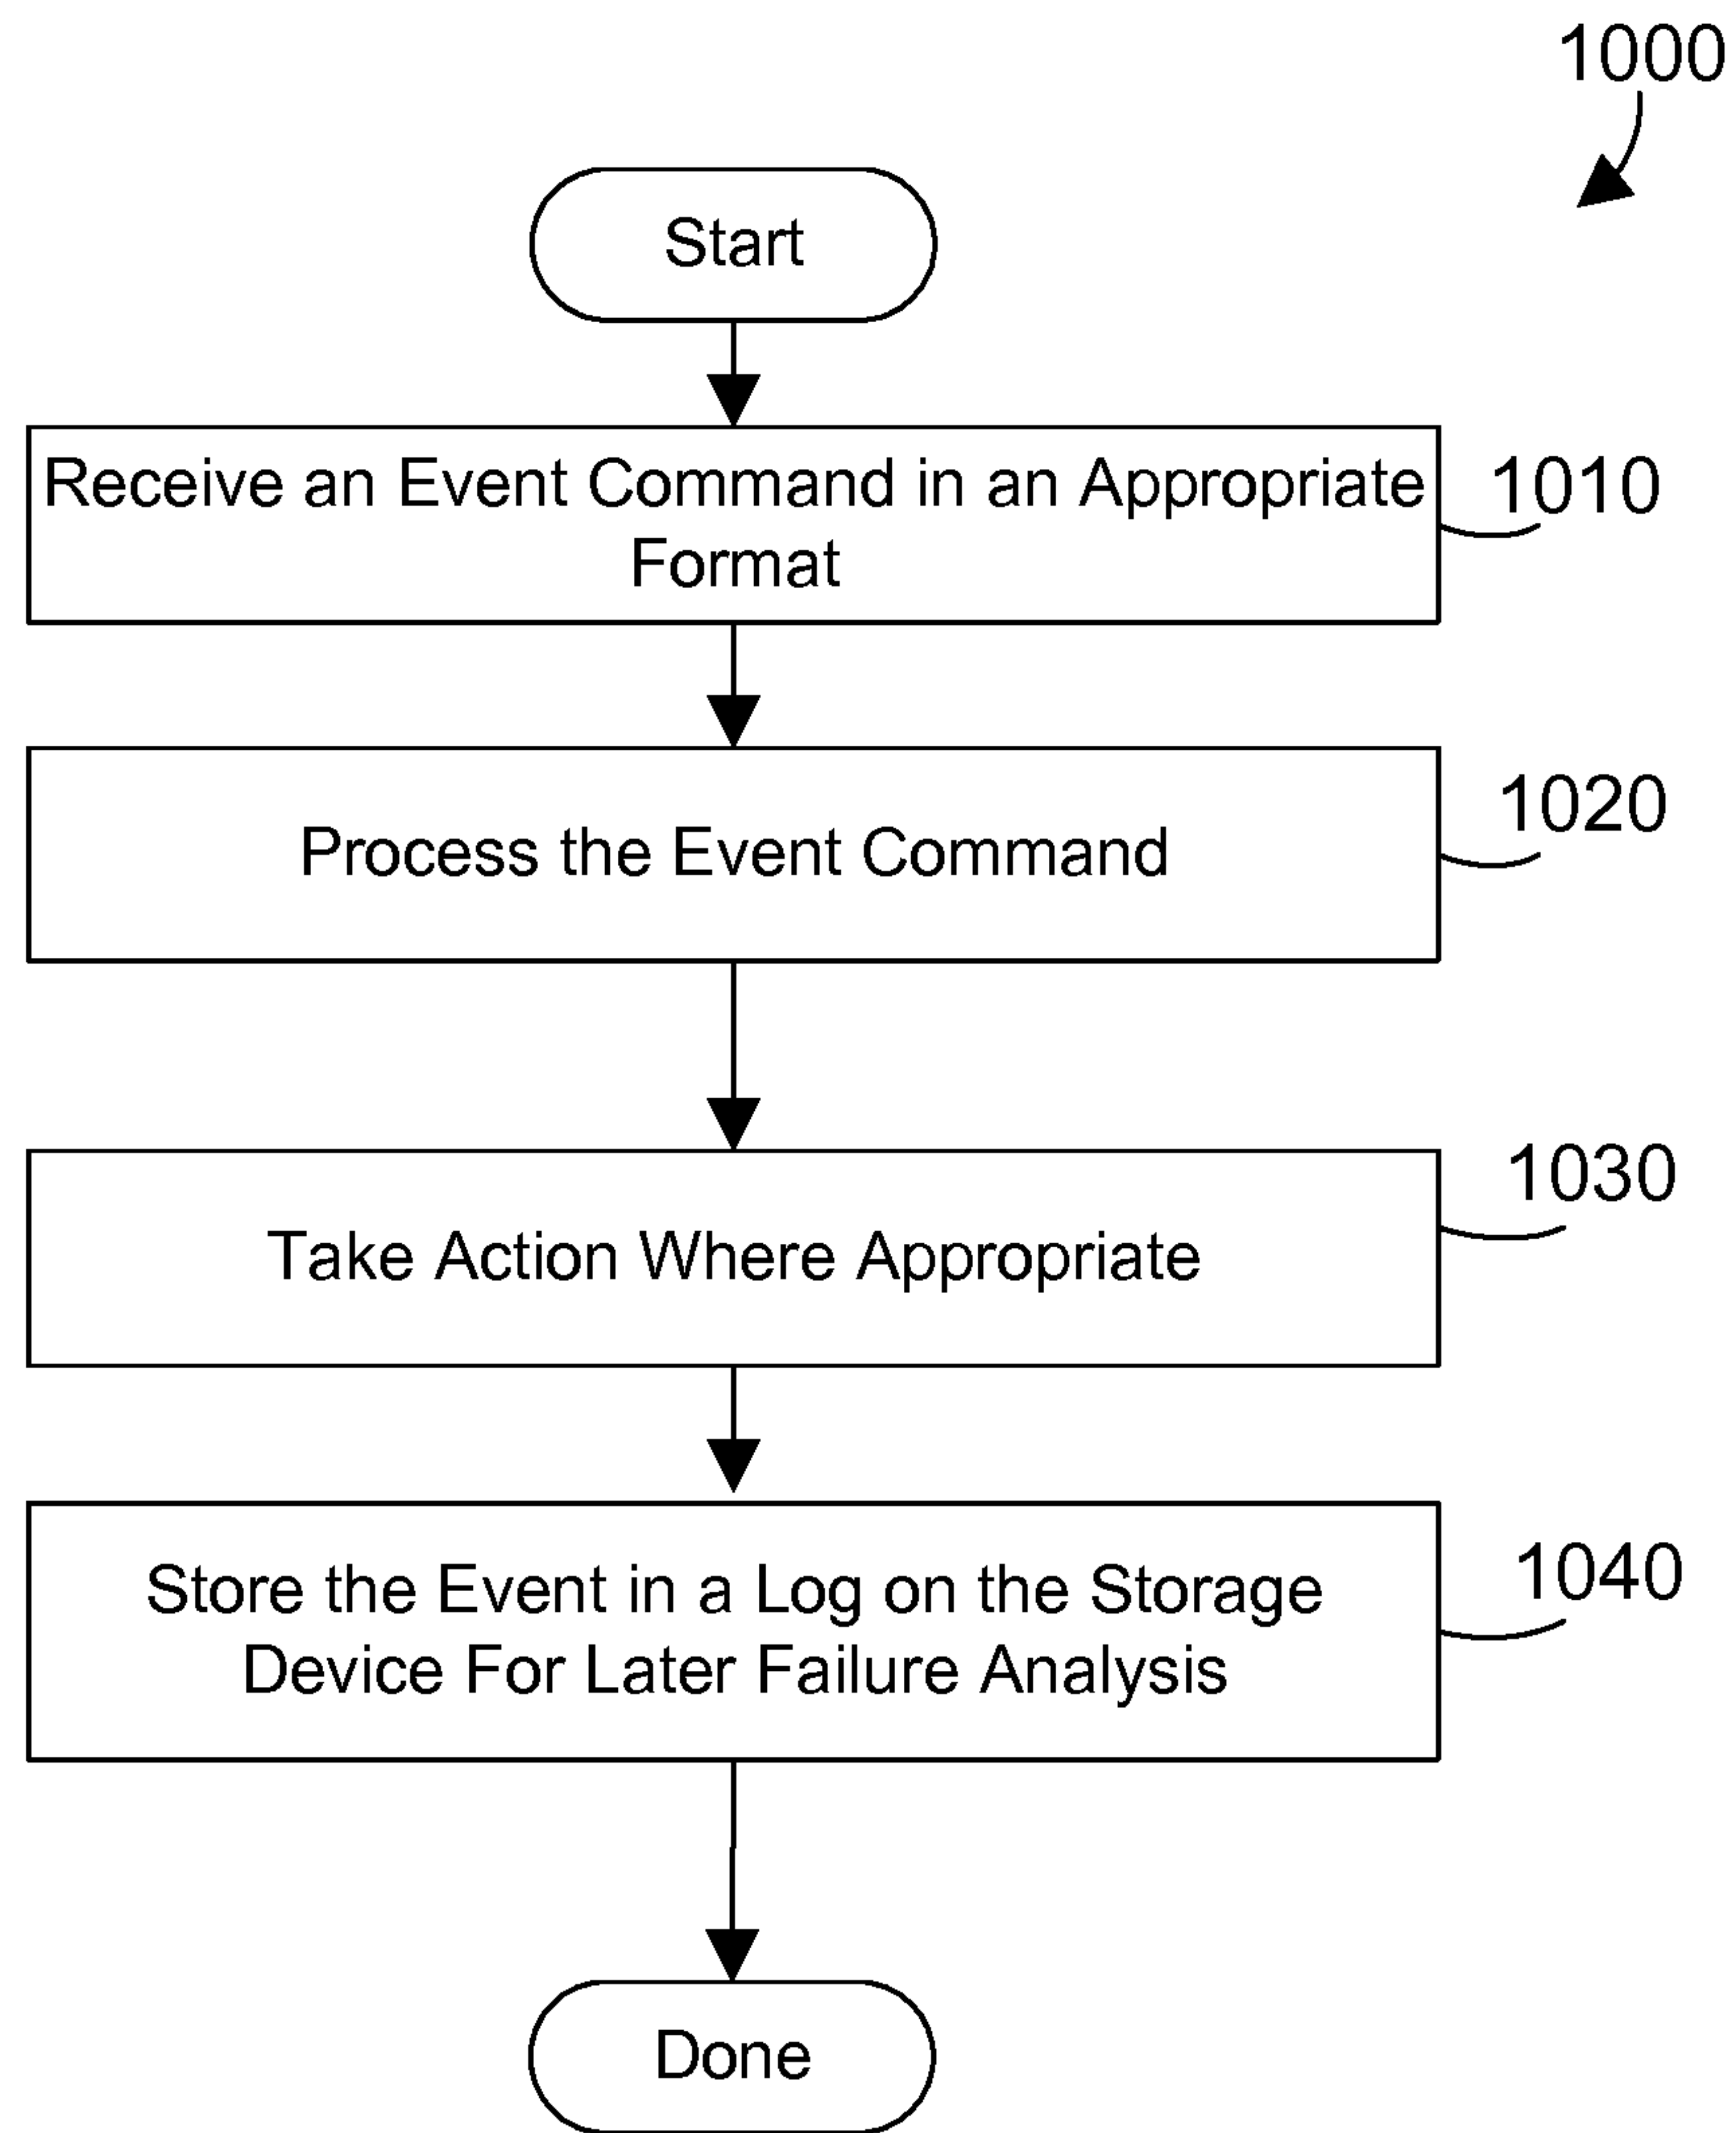 1000
Start
Receive an Event Command in an Appropriate
Format
1010
Process the Event Command
1020
Take Action Where Appropriate
1030
Store the Event in a Log on the Storage
Device For Later Failure Analysis
1040
Done